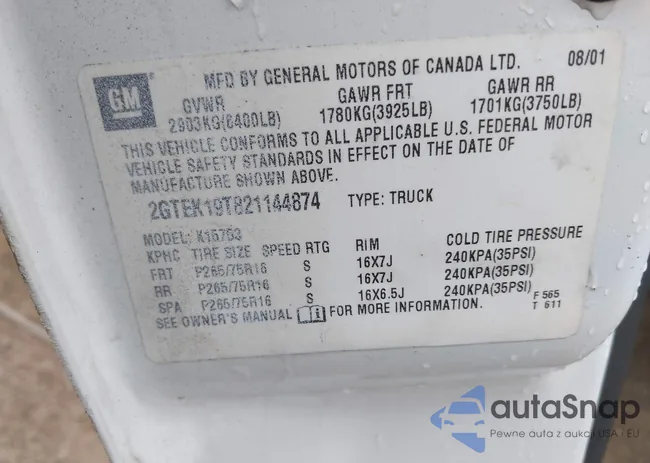 GM
MFD BY GENERAL MOTORS OF CANADA LTD. 08/01
GVWR GAWR FRT GAWR RR
2903KG(6400LB) 1780KG(3925LB) 1701KG(3750LB)
THIS VEHICLE CONFORMS TO ALL APPLICABLE U.S. FEDERAL MOTOR
VEHICLE SAFETY STANDARDS IN EFFECT ON THE DATE OF
MANUFACTURE SHOWN ABOVE.
2GTEK19T821144874 TYPE: TRUCK
MODEL: K15753
KPHC TIRE SIZE SPEED RTG RIM COLD TIRE PRESSURE
FRT P265/75R16 S 16X7J 240KPA(35PSI)
RR P265/75R16 S 16X7J 240KPA(35PSI)
SPA P265/75R16 S 16X6.5J 240KPA(35PSI)
SEE OWNER'S MANUAL i FOR MORE INFORMATION.
F 565
T 611
autaSnap
Pewne auta z aukcji USA i EU